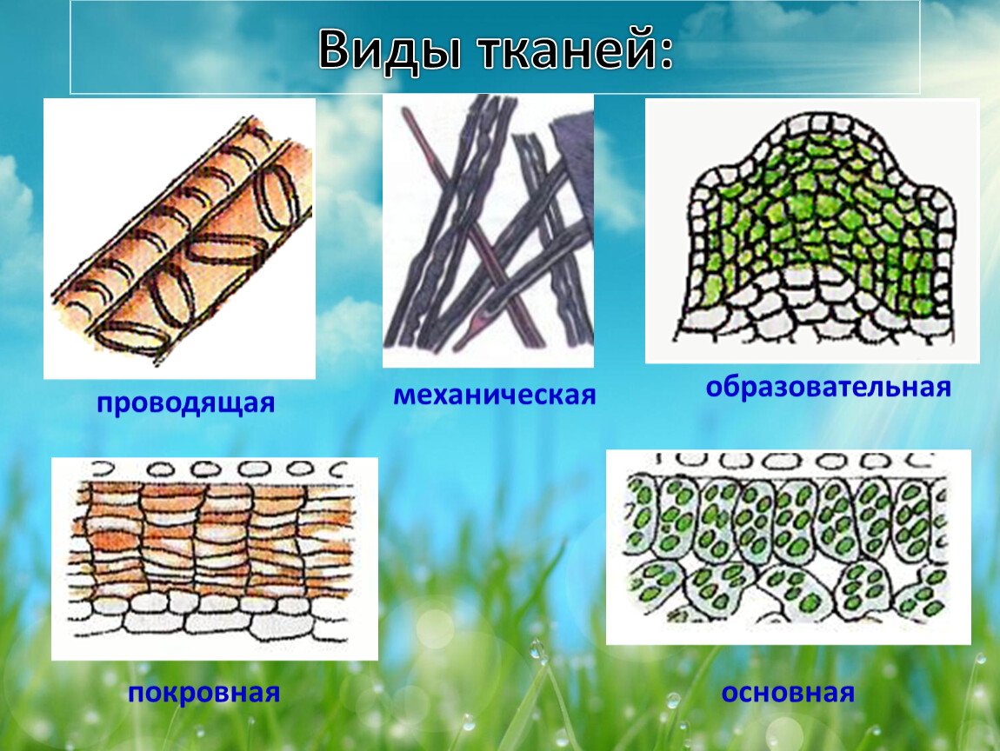 Виды тканей:
проводящая
механическая
образовательная
покровная
основная